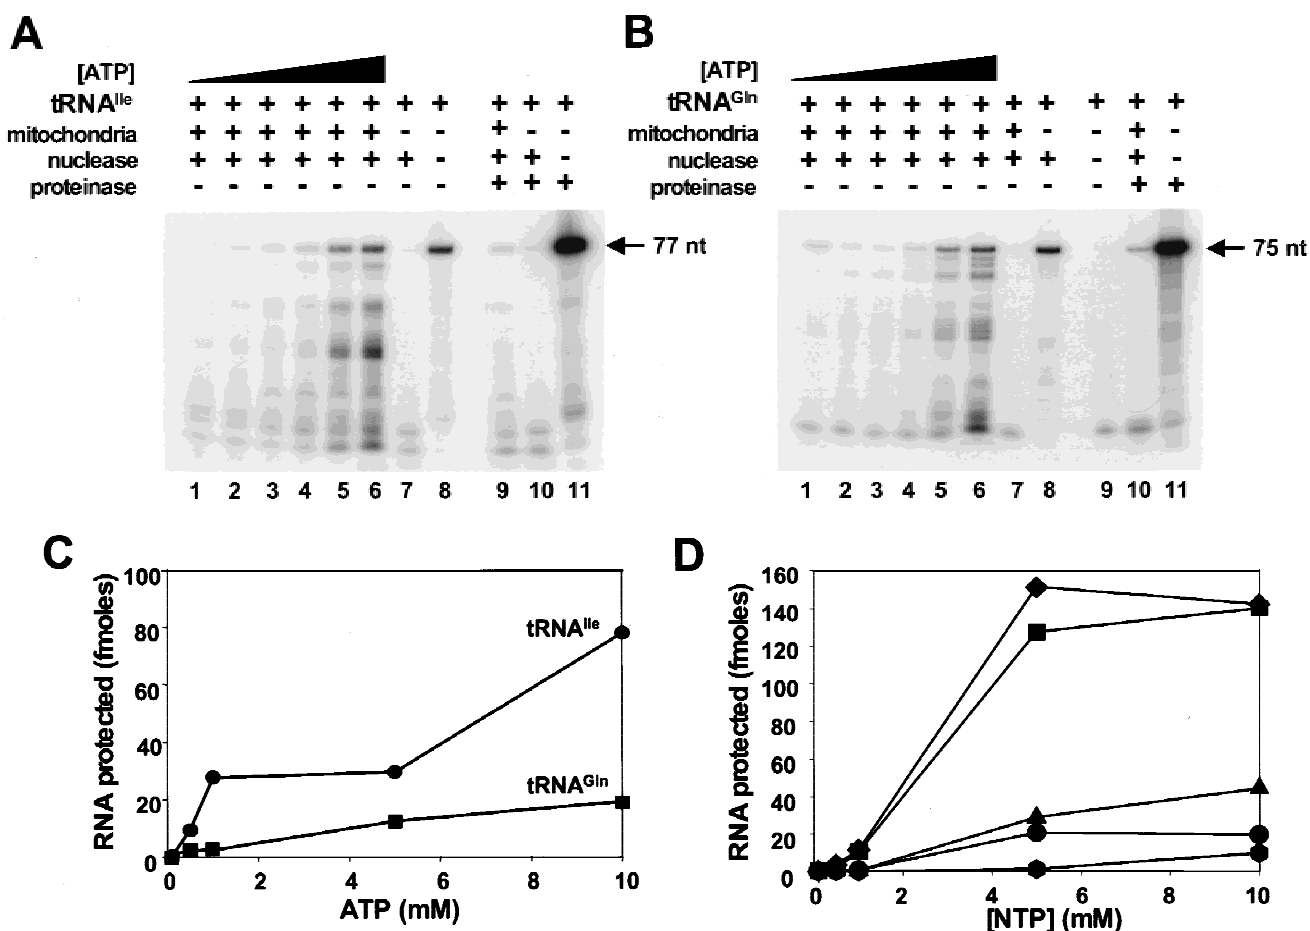 A
[ATP]
tRNAIle + + + + + + + + + + +
mitochondria + + + + + + - - + - -
nuclease + + + + + + + - + + -
proteinase - - - - - - - - + + +
77 nt
1 2 3 4 5 6 7 8 9 10 11
B
[ATP]
tRNAGln + + + + + + + + + + +
mitochondria + + + + + + + - - + -
nuclease + + + + + + + + - + -
proteinase - - - - - - - - - + +
75 nt
1 2 3 4 5 6 7 8 9 10 11
C
RNA protected (fmoles)
100
80
60
40
20
0
tRNAIle
tRNAGln
0 2 4 6 8 10
ATP (mM)
D
RNA protected (fmoles)
160
140
120
100
80
60
40
20
0
0 2 4 6 8 10
[NTP] (mM)